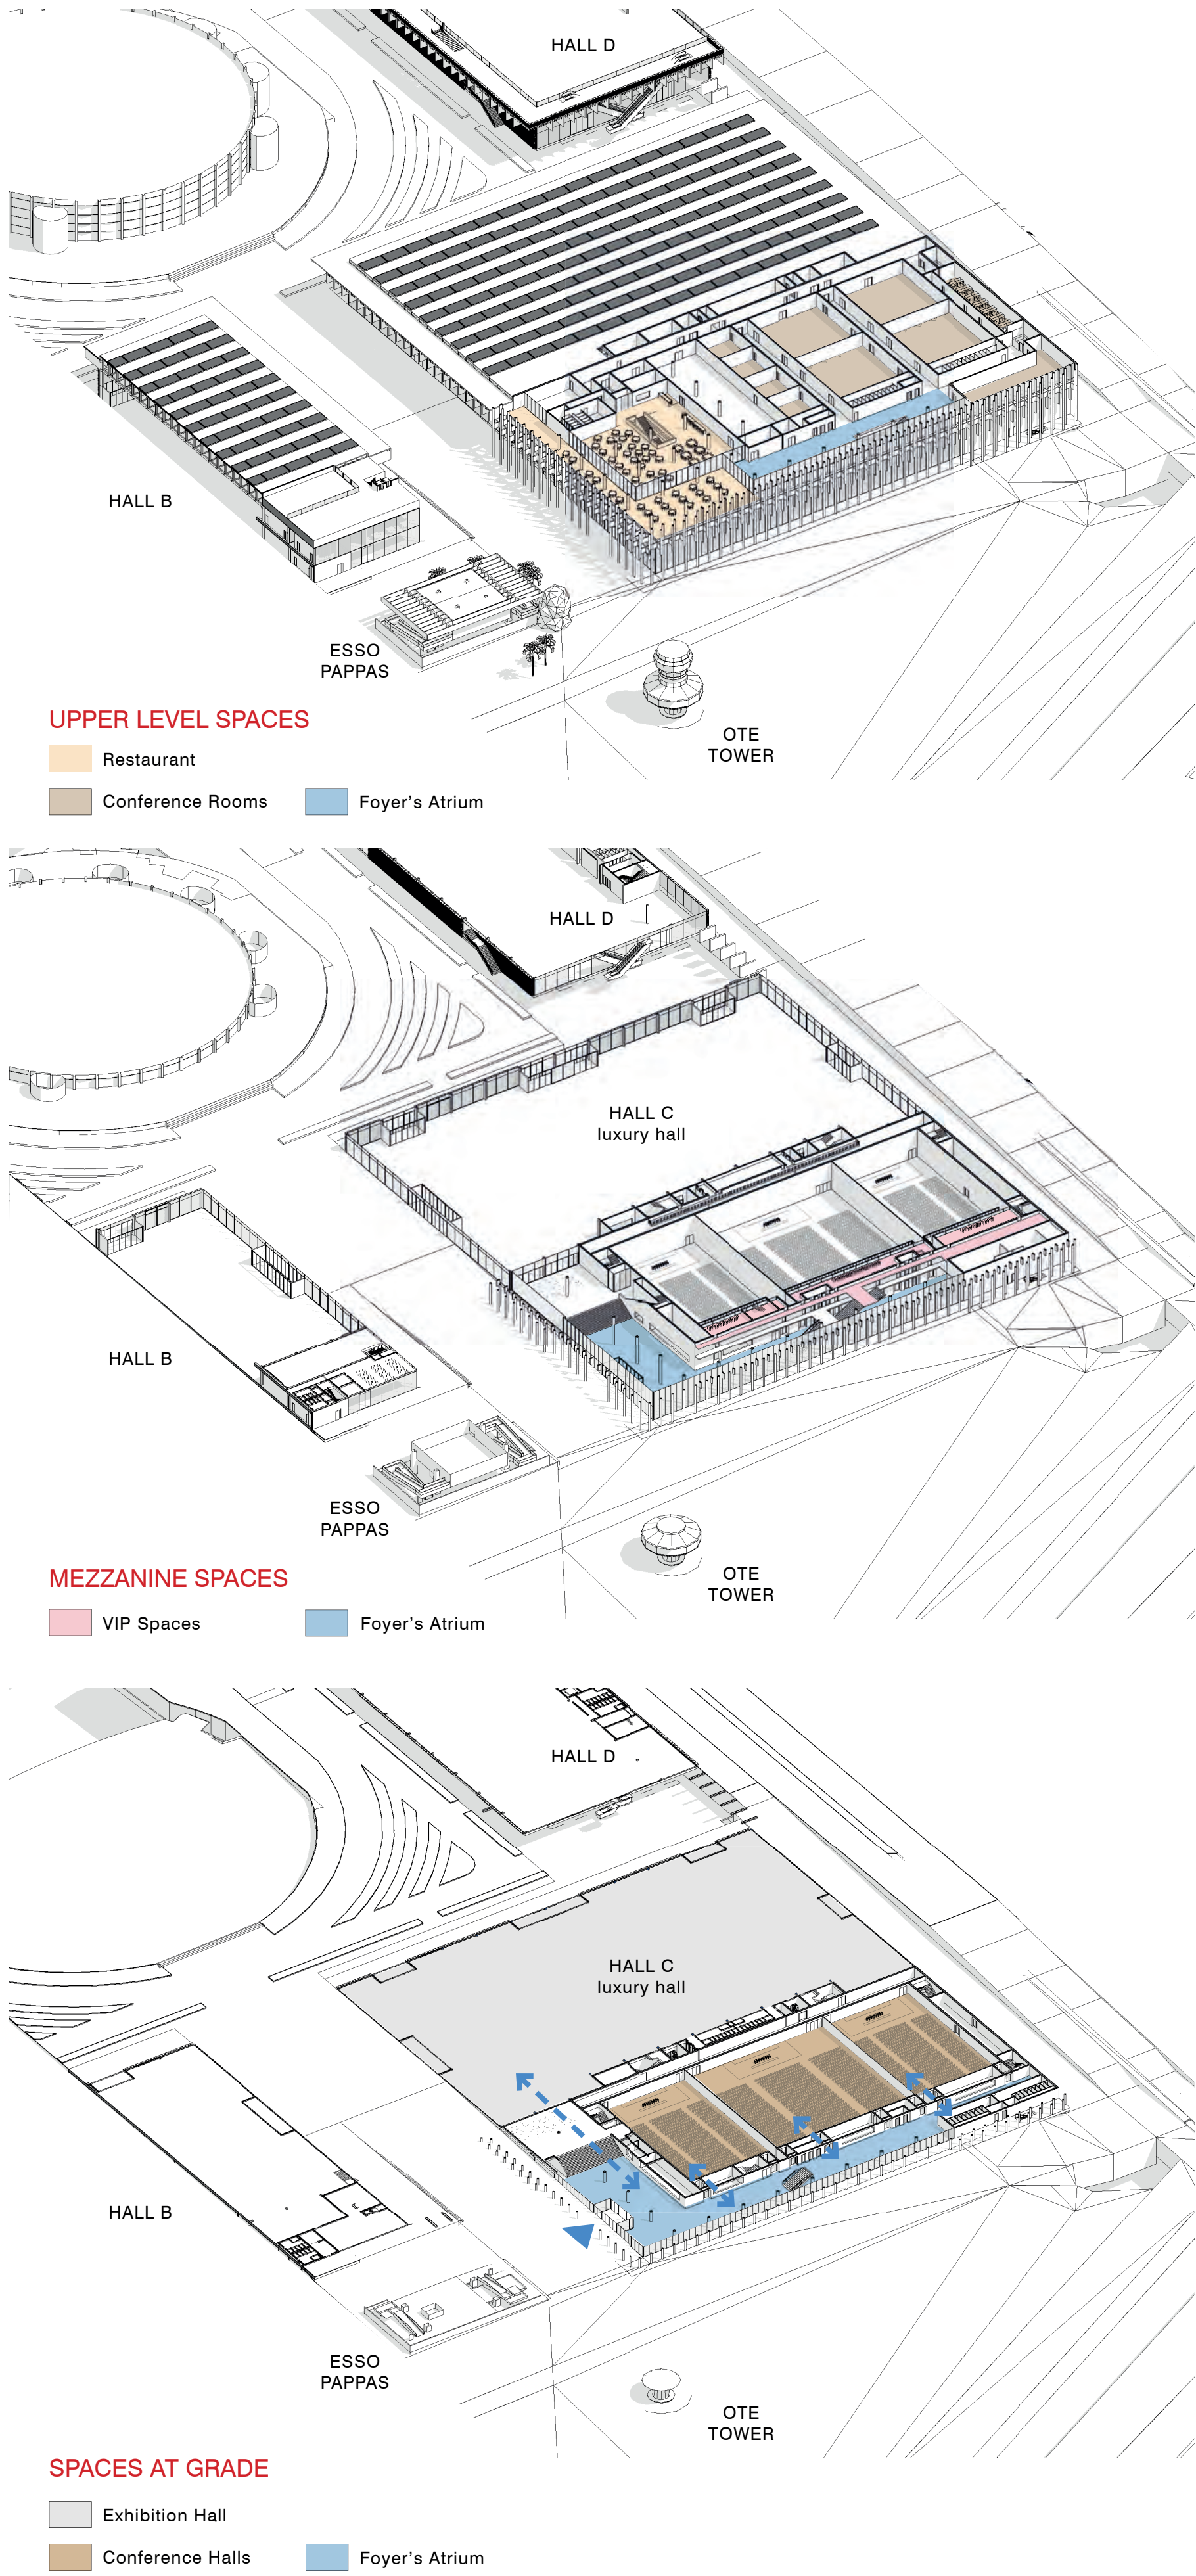 HALL D
HALL B
ESSO
PAPPAS
OTE
TOWER
UPPER LEVEL SPACES
Restaurant
Conference Rooms
Foyer's Atrium
HALL D
HALL C
luxury hall
HALL B
ESSO
PAPPAS
OTE
TOWER
MEZZANINE SPACES
VIP Spaces
Foyer's Atrium
HALL D
HALL C
luxury hall
HALL B
ESSO
PAPPAS
OTE
TOWER
SPACES AT GRADE
Exhibition Hall
Conference Halls
Foyer's Atrium